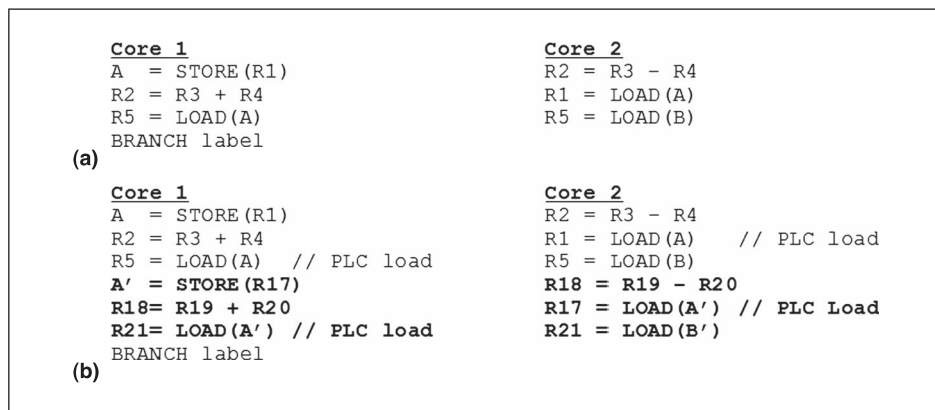 Core 1 Core 2
A = STORE(R1) R2 = R3 – R4
R2 = R3 + R4 R1 = LOAD(A)
R5 = LOAD(A) R5 = LOAD(B)
BRANCH label
(a)
Core 1 Core 2
A = STORE(R1) R2 = R3 – R4
R2 = R3 + R4 R1 = LOAD(A) // PLC load
R5 = LOAD(A) // PLC load R5 = LOAD(B)
A’ = STORE(R17) R18 = R19 – R20
R18= R19 + R20 R17 = LOAD(A’) // PLC Load
R21= LOAD(A’) // PLC load R21 = LOAD(B’)
BRANCH label
(b)